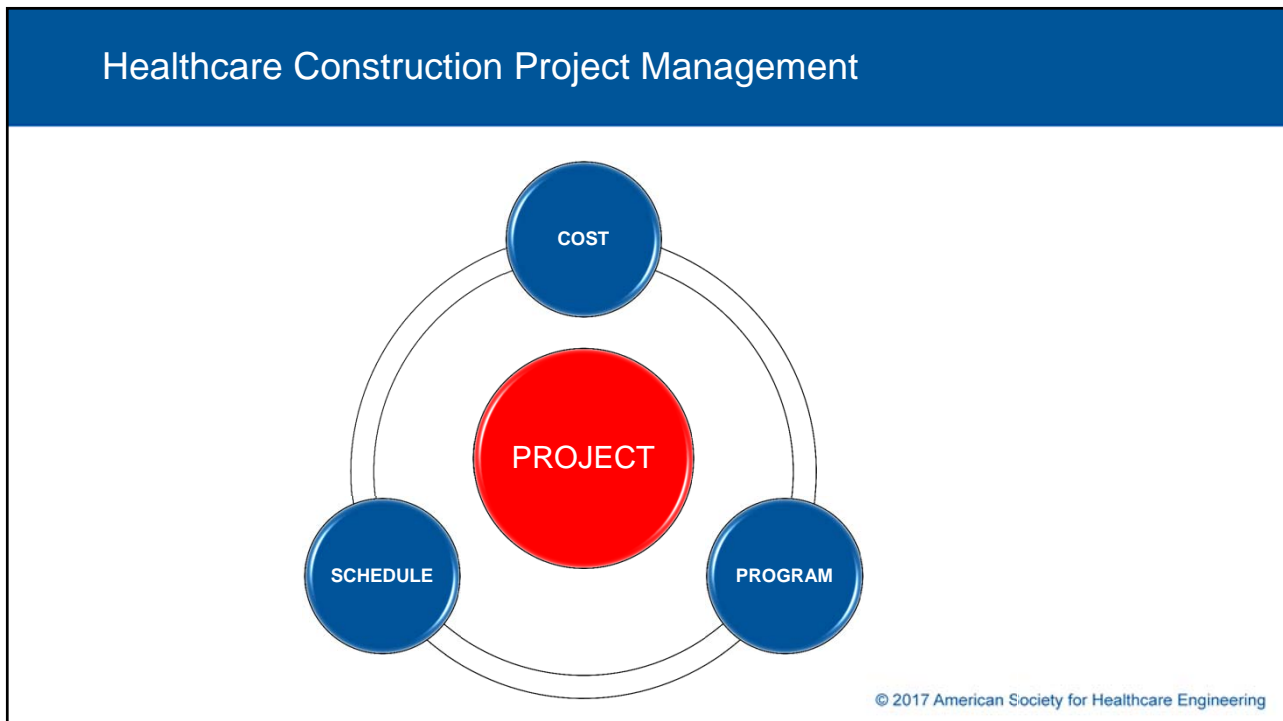 Healthcare Construction Project Management
COST
PROJECT
SCHEDULE
PROGRAM
© 2017 American Society for Healthcare Engineering